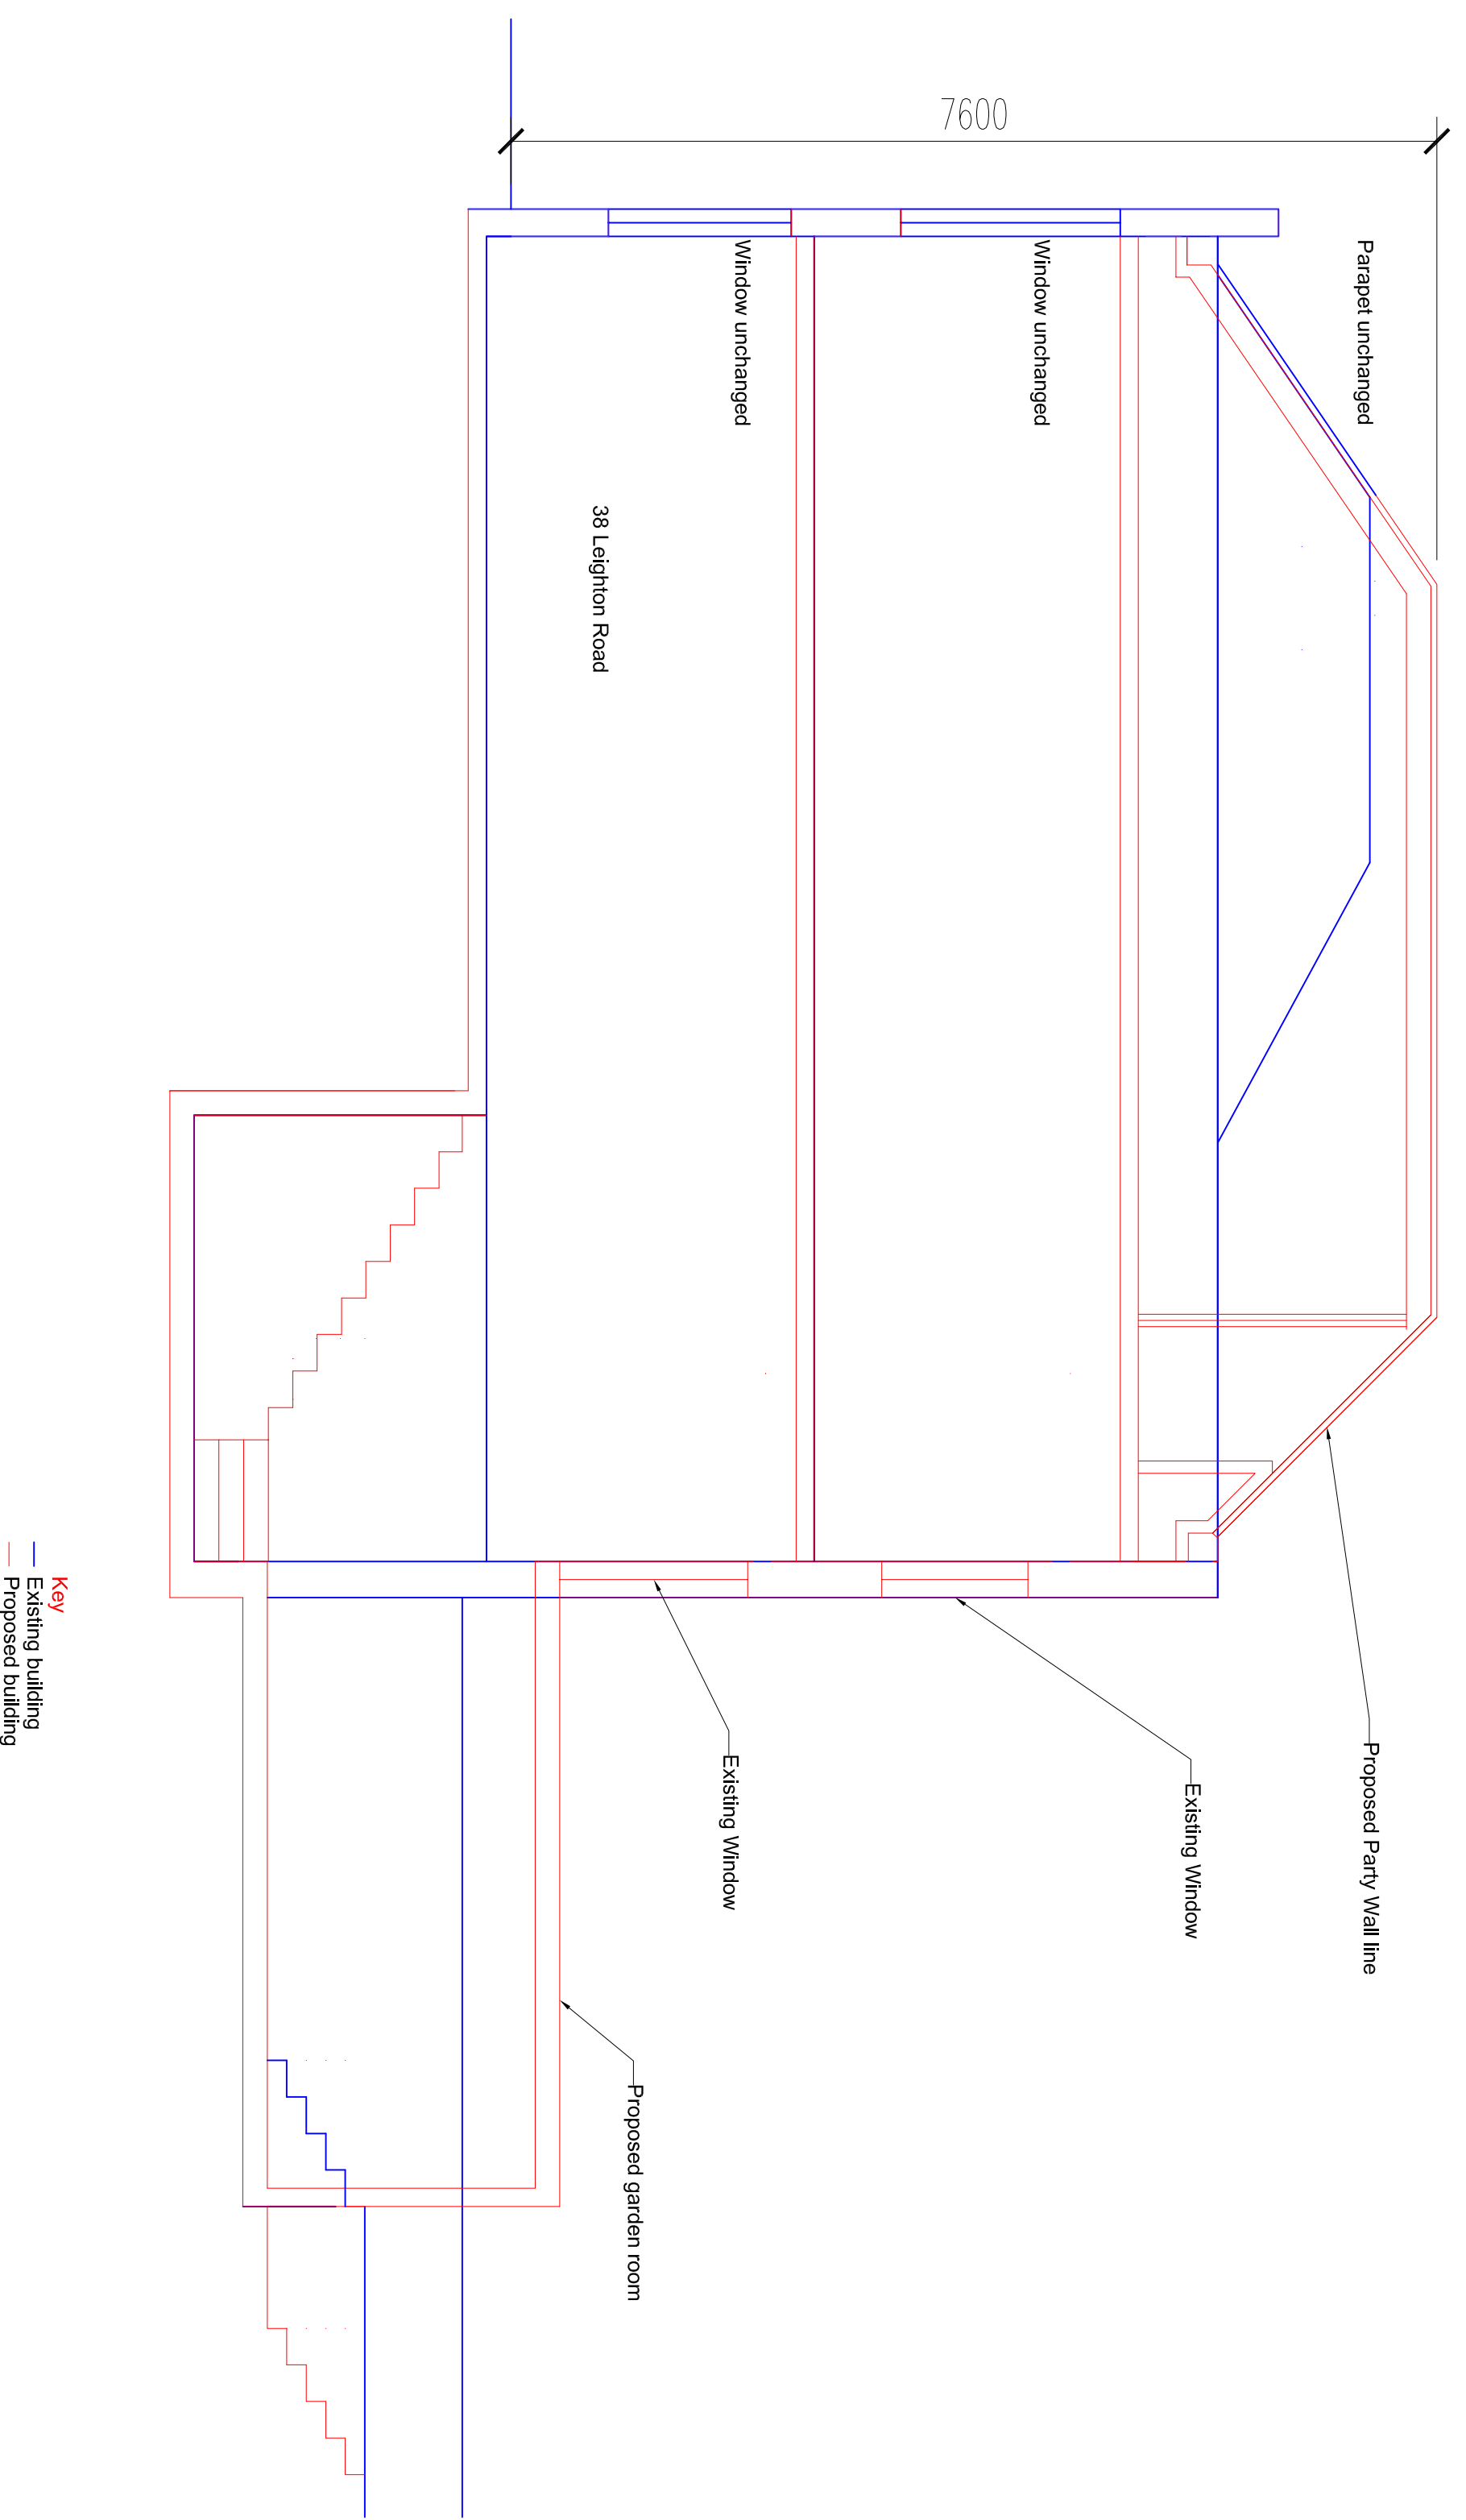 7600
Parapet unchanged
Window unchanged
Window unchanged
38 Leighton Road
Proposed Party Wall line
Existing Window
Existing Window
Proposed garden room
Key
Existing building
Proposed building